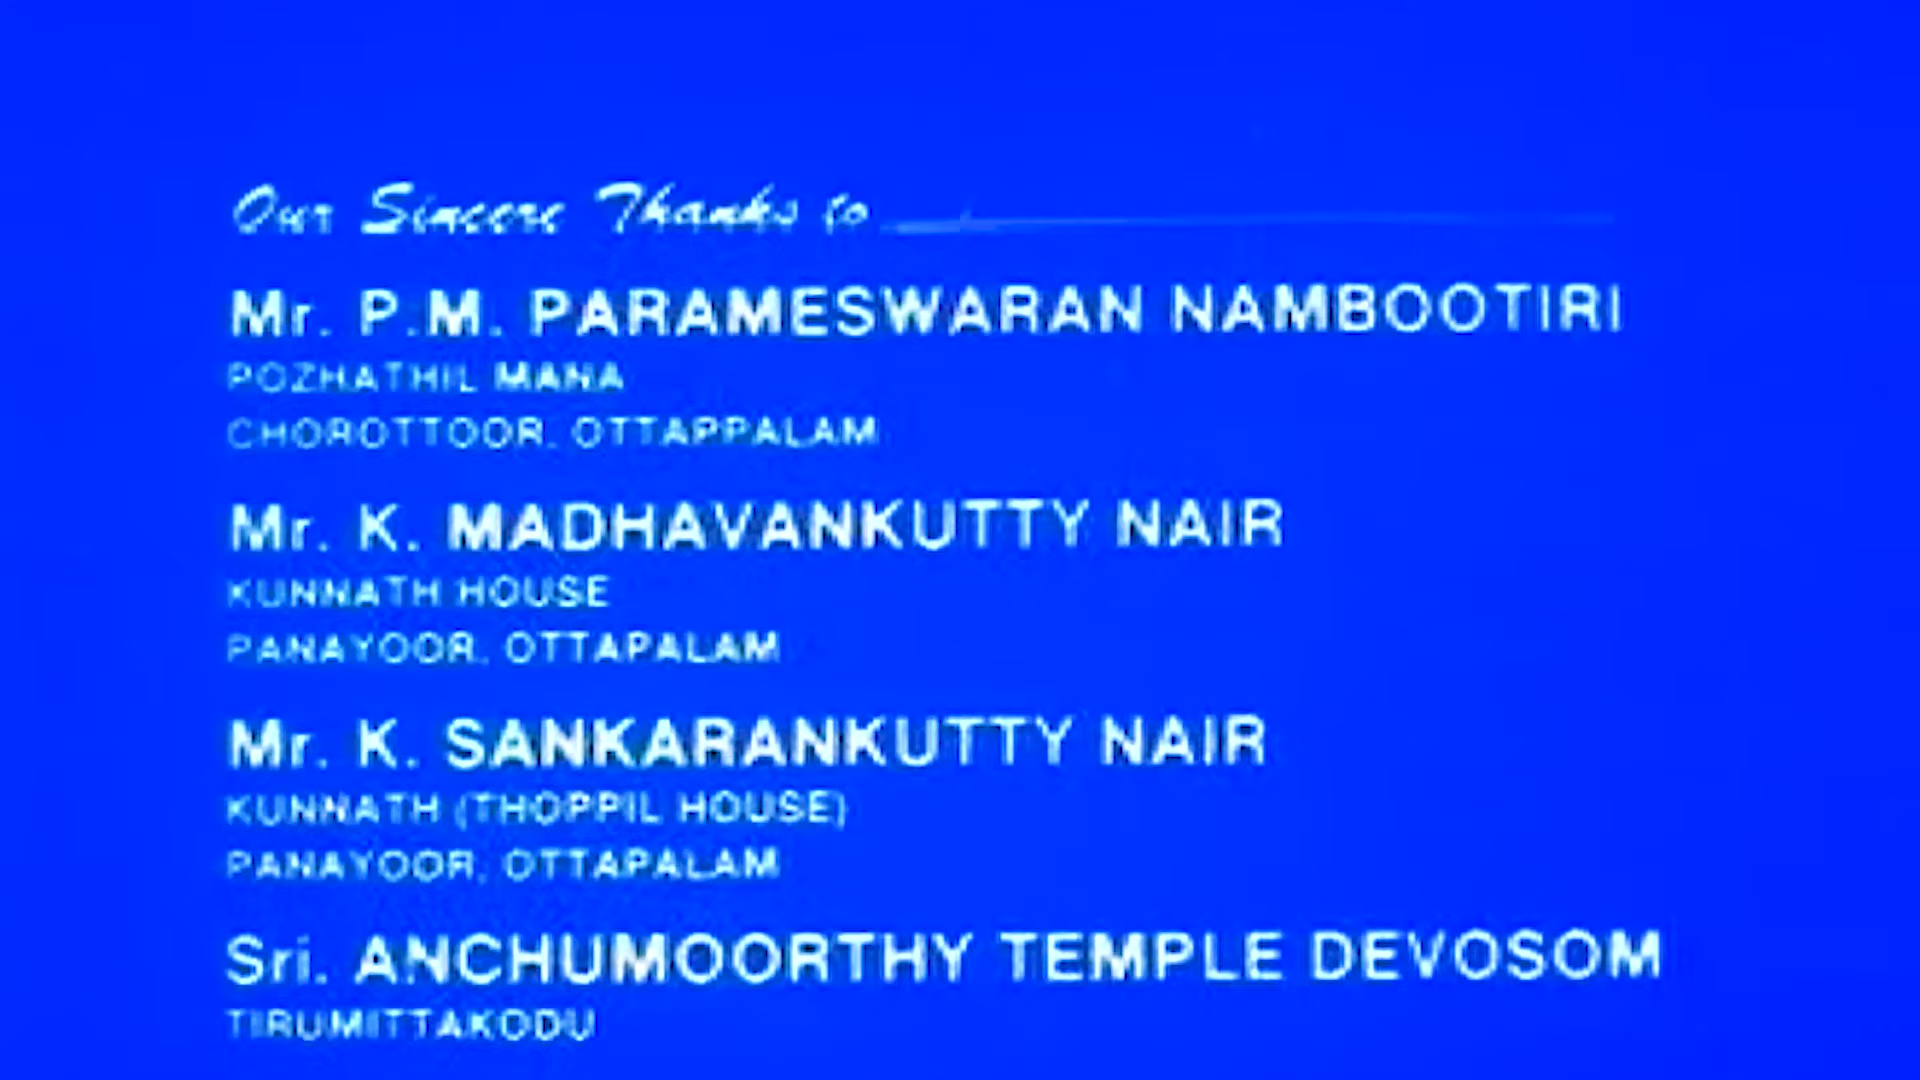 Our Sincere Thanks to
Mr. P.M. PARAMESWARAN NAMBOOTIRI
POZHATHIL MANA
CHOROTTOOR, OTTAPPALAM
Mr. K. MADHAVANKUTTY NAIR
KUNNATH HOUSE
PANAYOOR, OTTAPALAM
Mr. K. SANKARANKUTTY NAIR
KUNNATH (THOPPIL HOUSE)
PANAYOOR, OTTAPALAM
Sri. ANCHUMOORTHY TEMPLE DEVOSOM
TIRUMITTAKODU